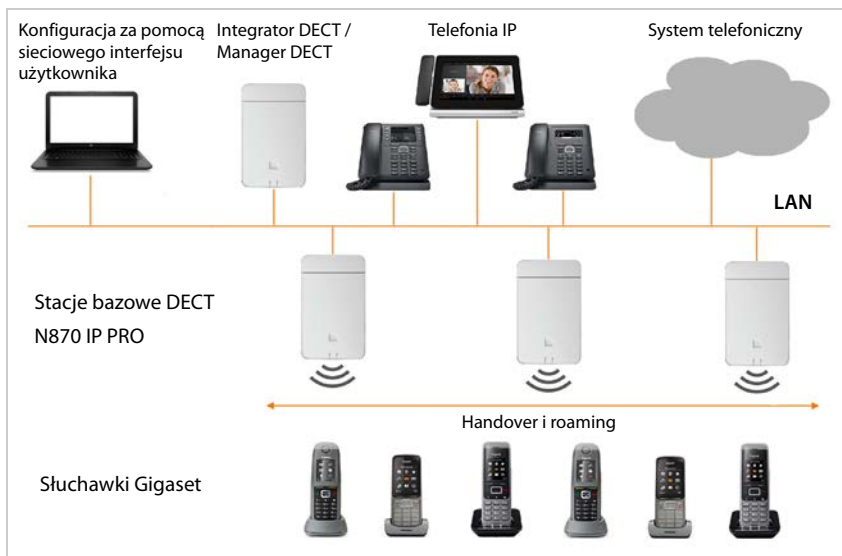 Konfiguracja za pomocą
sieciowego interfejsu
użytkownika
Integrator DECT /
Manager DECT
Telefonia IP
System telefoniczny
LAN
Stacje bazowe DECT
N870 IP PRO
Handover i roaming
Słuchawki Gigaset